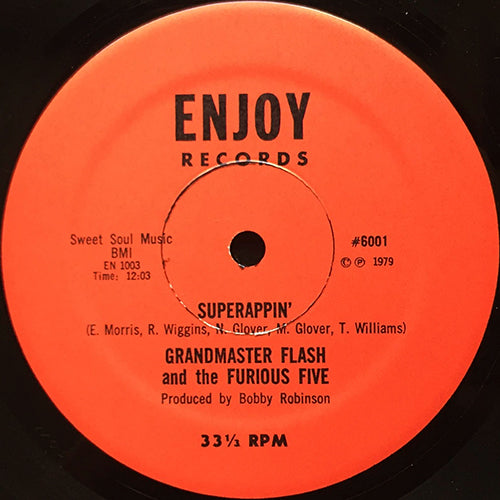 ENJOY
RECORDS
Sweet Soul Music
BMI
EN 1003
Time: 12:03
#6001
© ℗ 1979
SUPERAPPIN'
(E. Morris, R. Wiggins, N. Glover, M. Glover, T. Williams)
GRANDMASTER FLASH
and the FURIOUS FIVE
Produced by Bobby Robinson
33⅓ RPM